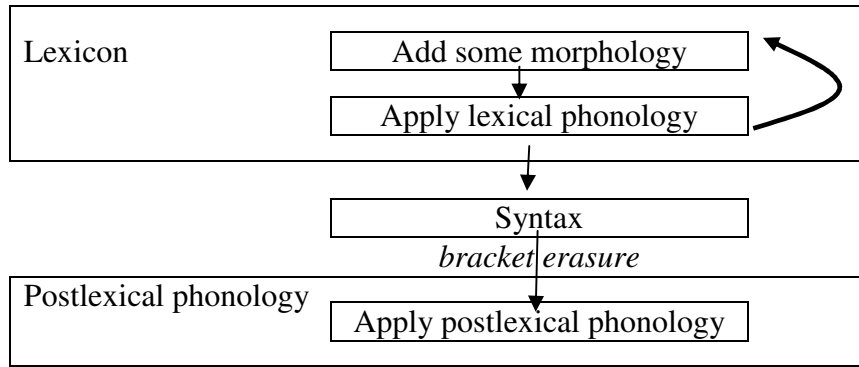 Lexicon
Add some morphology
Apply lexical phonology
Syntax
bracket erasure
Postlexical phonology
Apply postlexical phonology